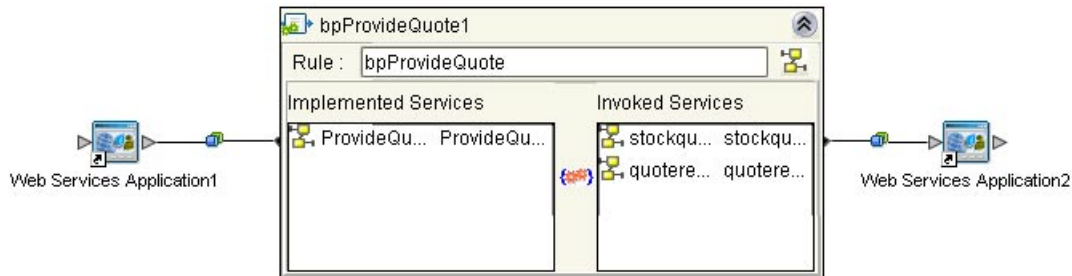 bpProvideQuote1
Rule : bpProvideQuote
Implemented Services Invoked Services
ProvideQu... ProvideQu... stockqu... stockqu...
quotere... quotere...
Web Services Application1 Web Services Application2